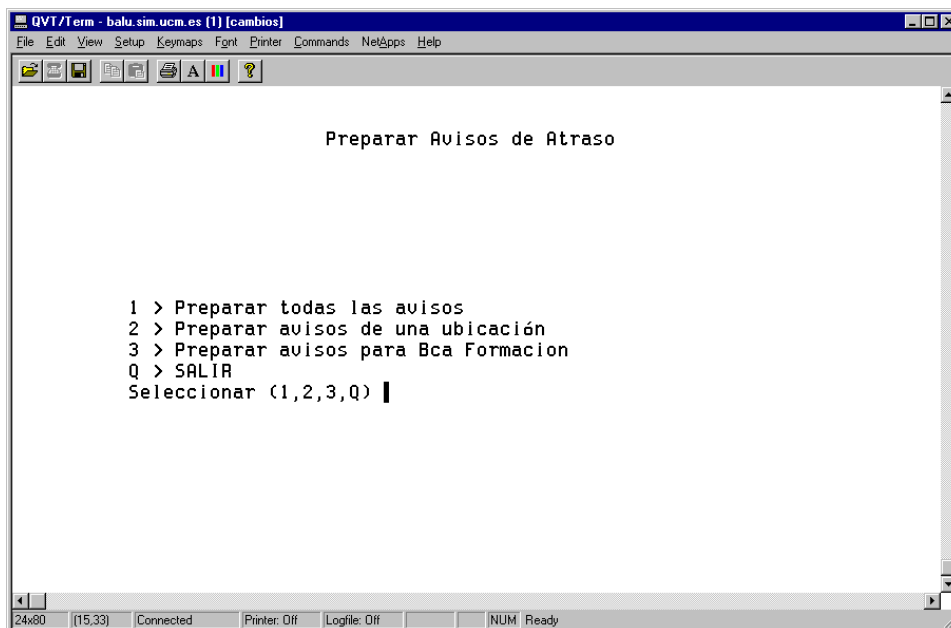 QVT/Term - balu.sim.ucm.es (1) [cambios]
File Edit View Setup Keymaps Font Printer Commands NetApps Help
A ?
Preparar Avisos de Atraso
1 > Preparar todas las avisos
2 > Preparar avisos de una ubicación
3 > Preparar avisos para Bca Formacion
Q > SALIR
Seleccionar (1,2,3,Q)
24x80 (15,33) Connected Printer: Off Logfile: Off NUM Ready